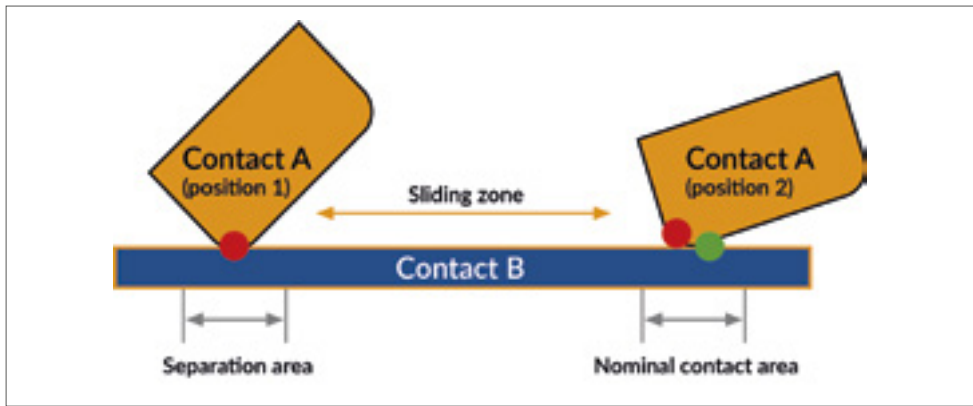 Contact A
(position 1)
Contact A
(position 2)
Sliding zone
Contact B
Separation area
Nominal contact area